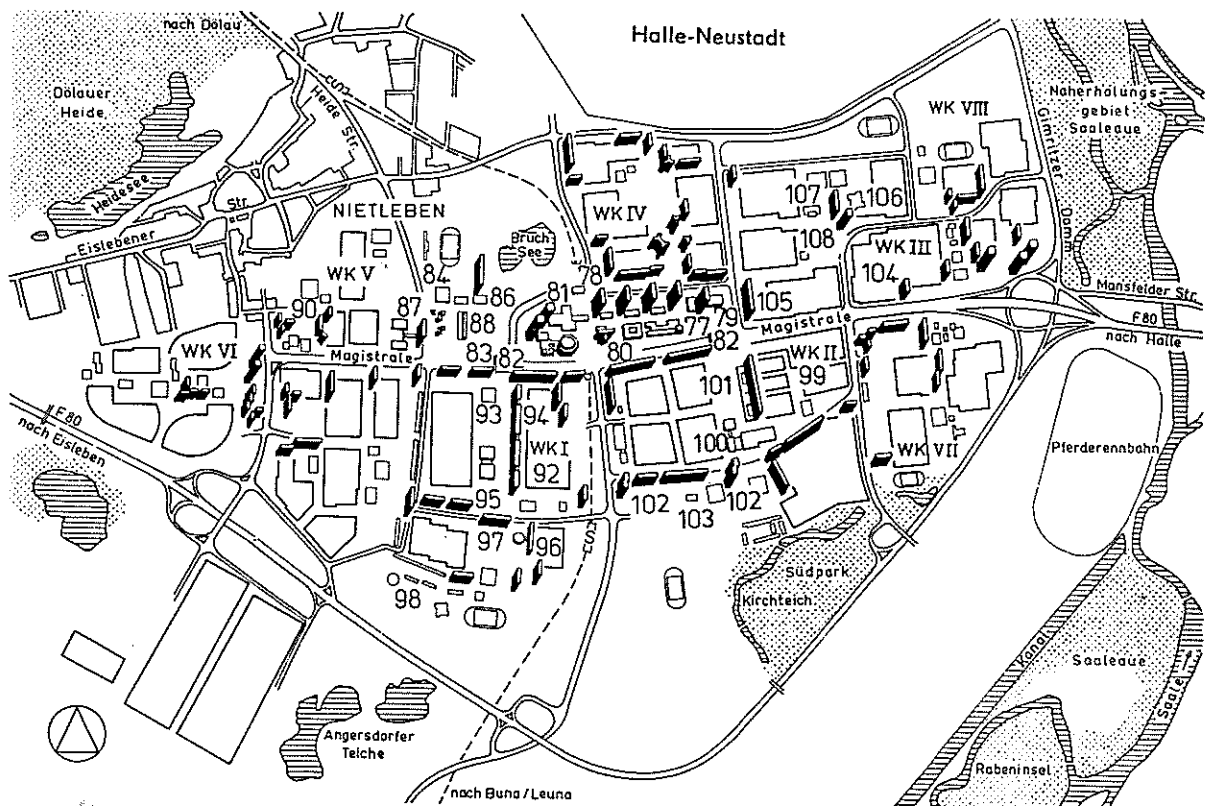 Halle-Neustadt
nach Dölau
Dölauer
Heide
Heidesee
Heide Str.
Eislebener
Str.
NIETLEBEN
Bruch
See
WK IV
WK VIII
Gimritzer
Damm
Naherholungs-
gebiet
Saaleaue
107
106
108
WK III
104
105
Mansfelder Str.
F 80
nach Halle
WK V
84
86
78
81
90
87
88
77
79
Magistrale
80
82
83
82
Magistrale
WK VI
WK II
99
101
93
94
100
WK I
92
WK VII
Pferderennbahn
F 80
nach Eisleben
95
102
103
102
97
96
98
Südpark
Kirchteich
Kanal
Saaleaue
Saale
Angersdorfer
Teiche
Rabeninsel
nach Buna/Leuna